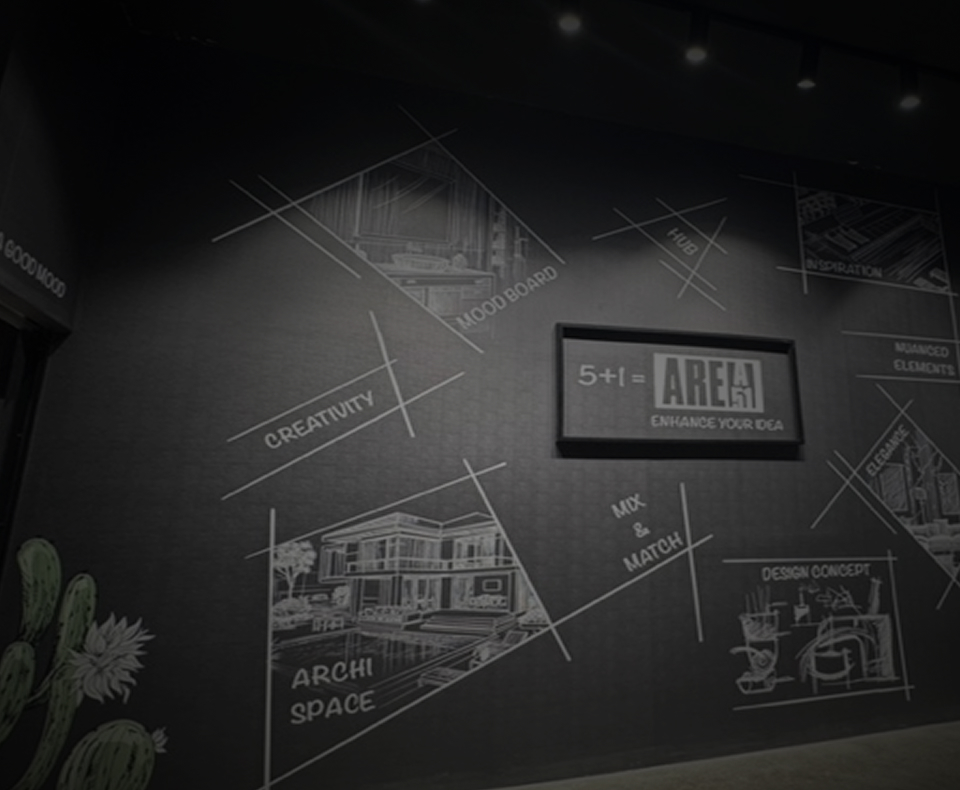 GOOD MOOD
MOOD BOARD
HUB
INSPIRATION
NUANCED
ELEMENTS
5+1=
AREA
51
ENHANCE YOUR IDEA
CREATIVITY
ELEGANCE
MIX
&
MATCH
DESIGN CONCEPT
ARCHI
SPACE